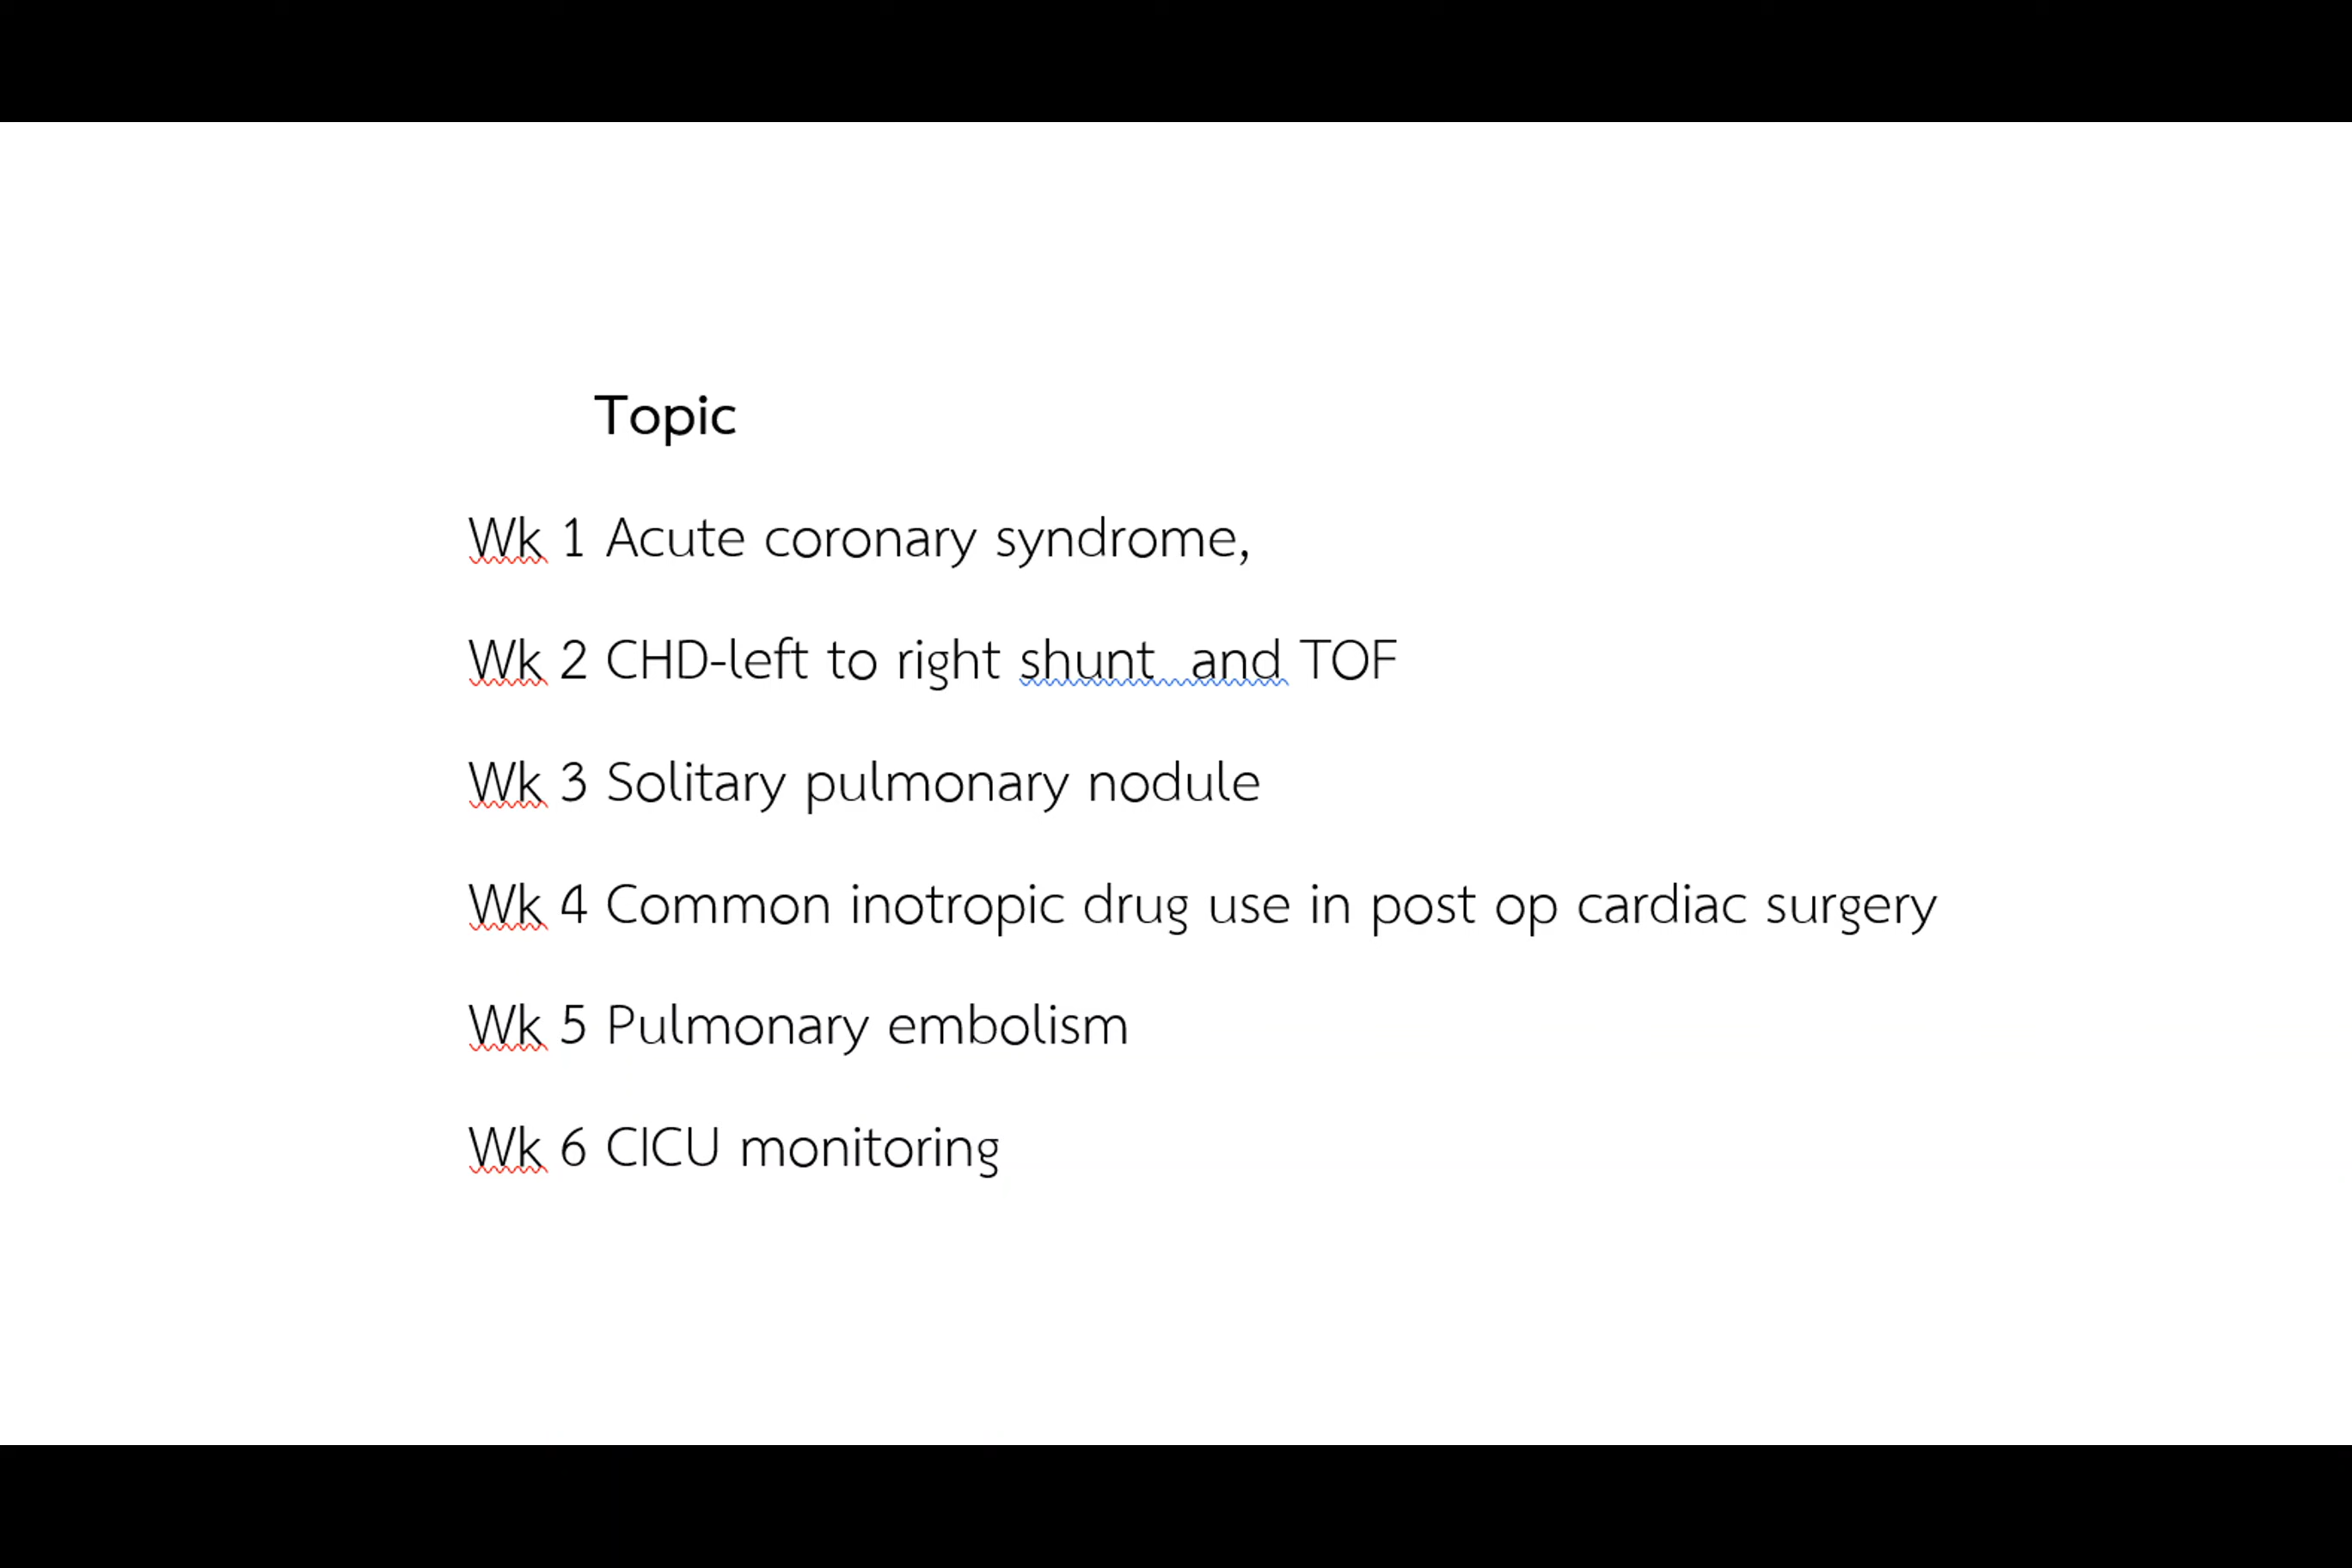 Topic
Wk 1 Acute coronary syndrome,
Wk 2 CHD-left to right shunt  and TOF
Wk 3 Solitary pulmonary nodule
Wk 4 Common inotropic drug use in post op cardiac surgery
Wk 5 Pulmonary embolism
Wk 6 CICU monitoring